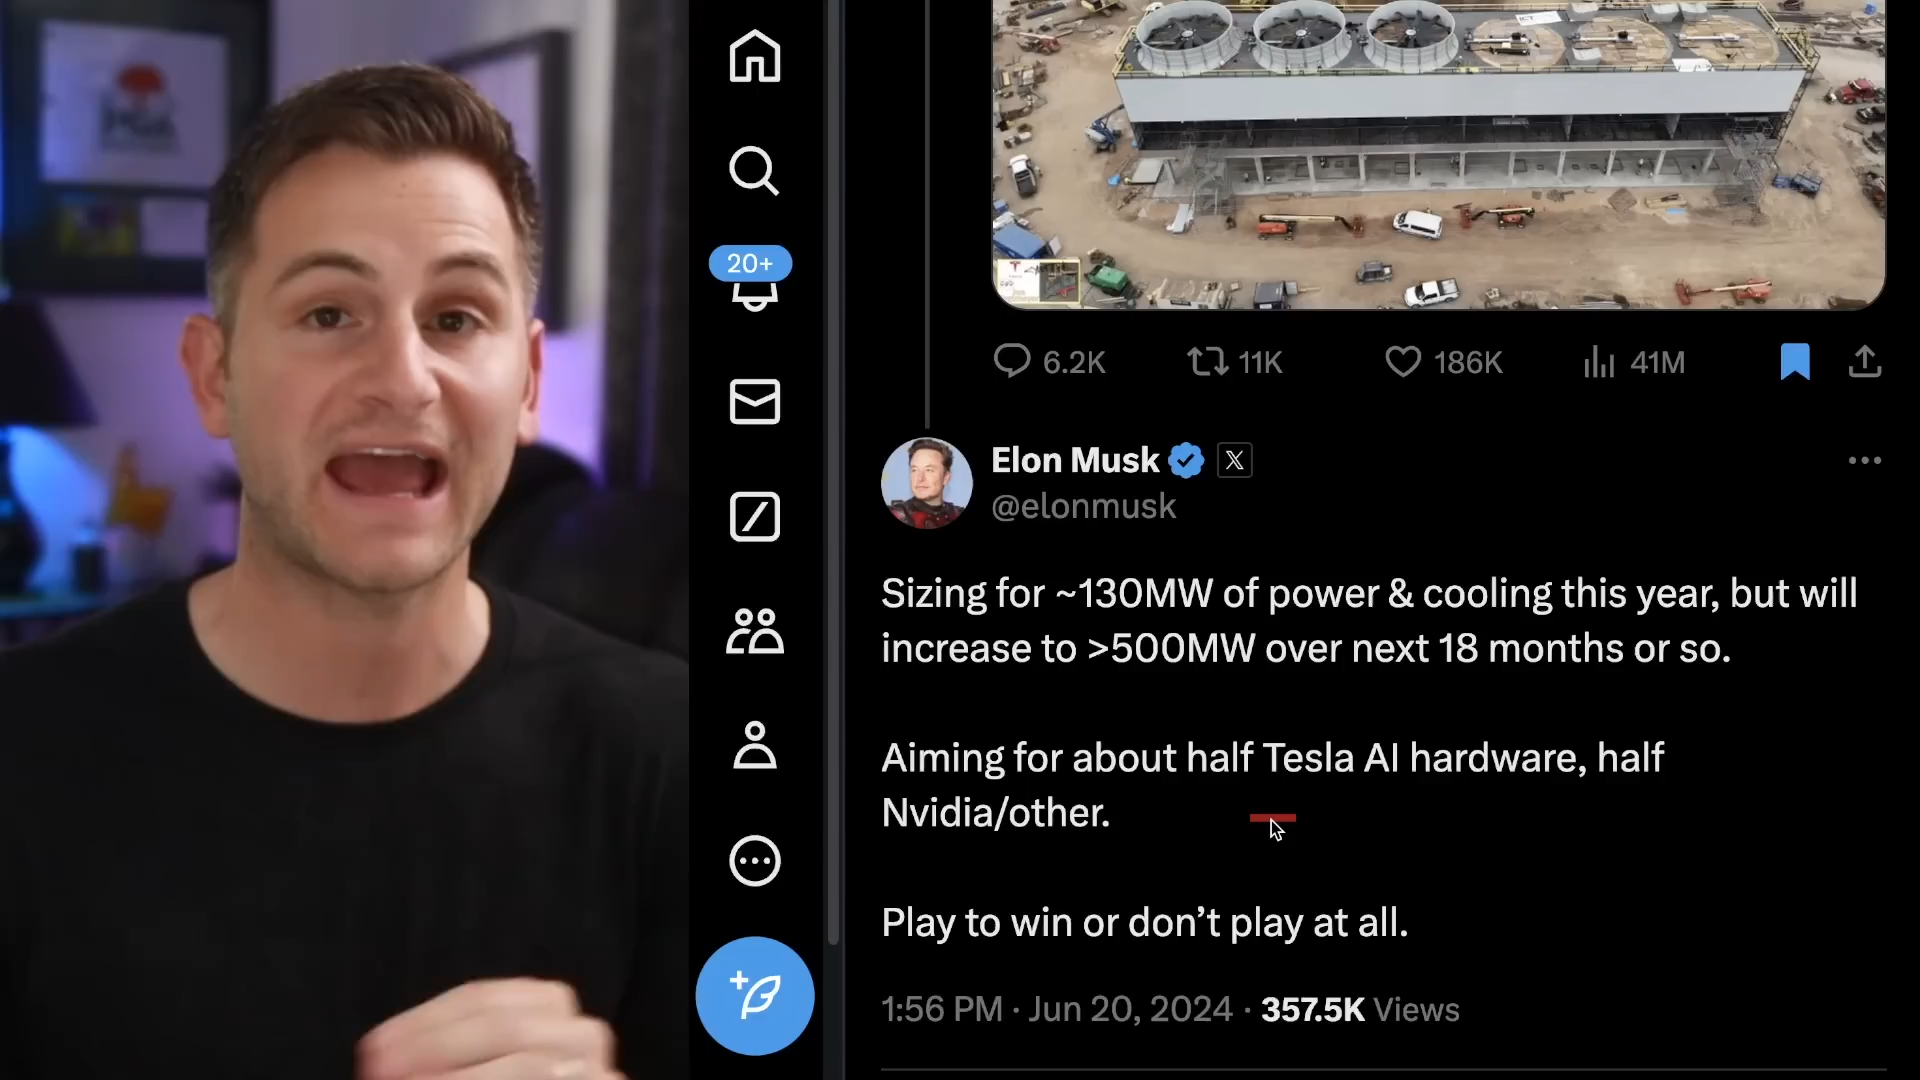 20+
6.2K
11K
186K
41M
Elon Musk
@elonmusk
Sizing for ~130MW of power & cooling this year, but will
increase to >500MW over next 18 months or so.
Aiming for about half Tesla AI hardware, half
Nvidia/other.
Play to win or don’t play at all.
1:56 PM · Jun 20, 2024 · 357.5K Views